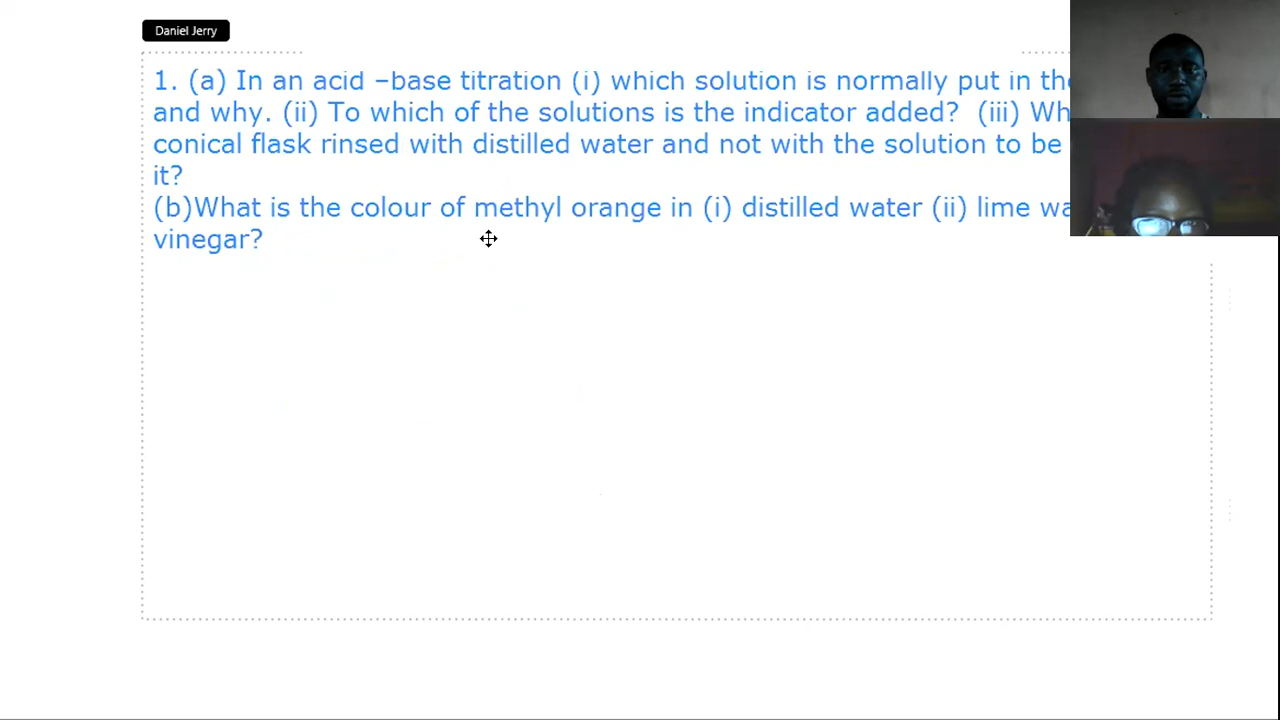 Daniel Jerry
1. (a) In an acid –base titration (i) which solution is normally put in the
and why. (ii) To which of the solutions is the indicator added? (iii) Wh
conical flask rinsed with distilled water and not with the solution to be
it?
(b)What is the colour of methyl orange in (i) distilled water (ii) lime wa
vinegar?